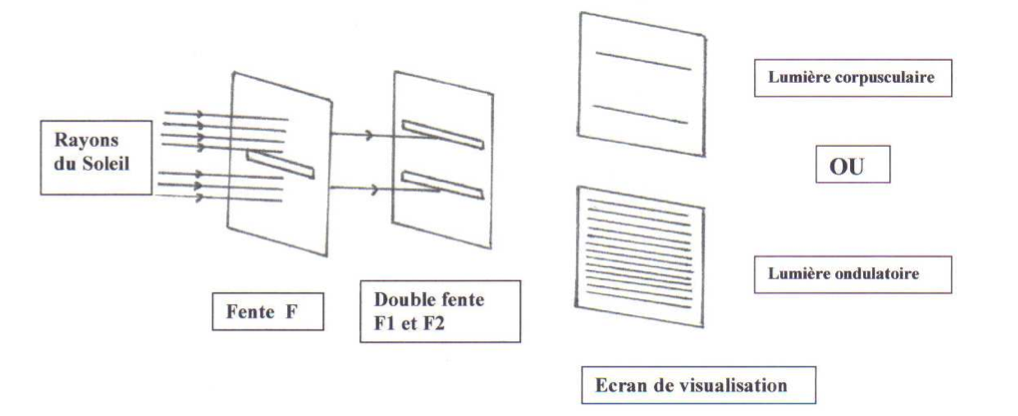 Rayons
du Soleil
Fente F
Double fente
F1 et F2
Lumière corpusculaire
OU
Lumière ondulatoire
Ecran de visualisation